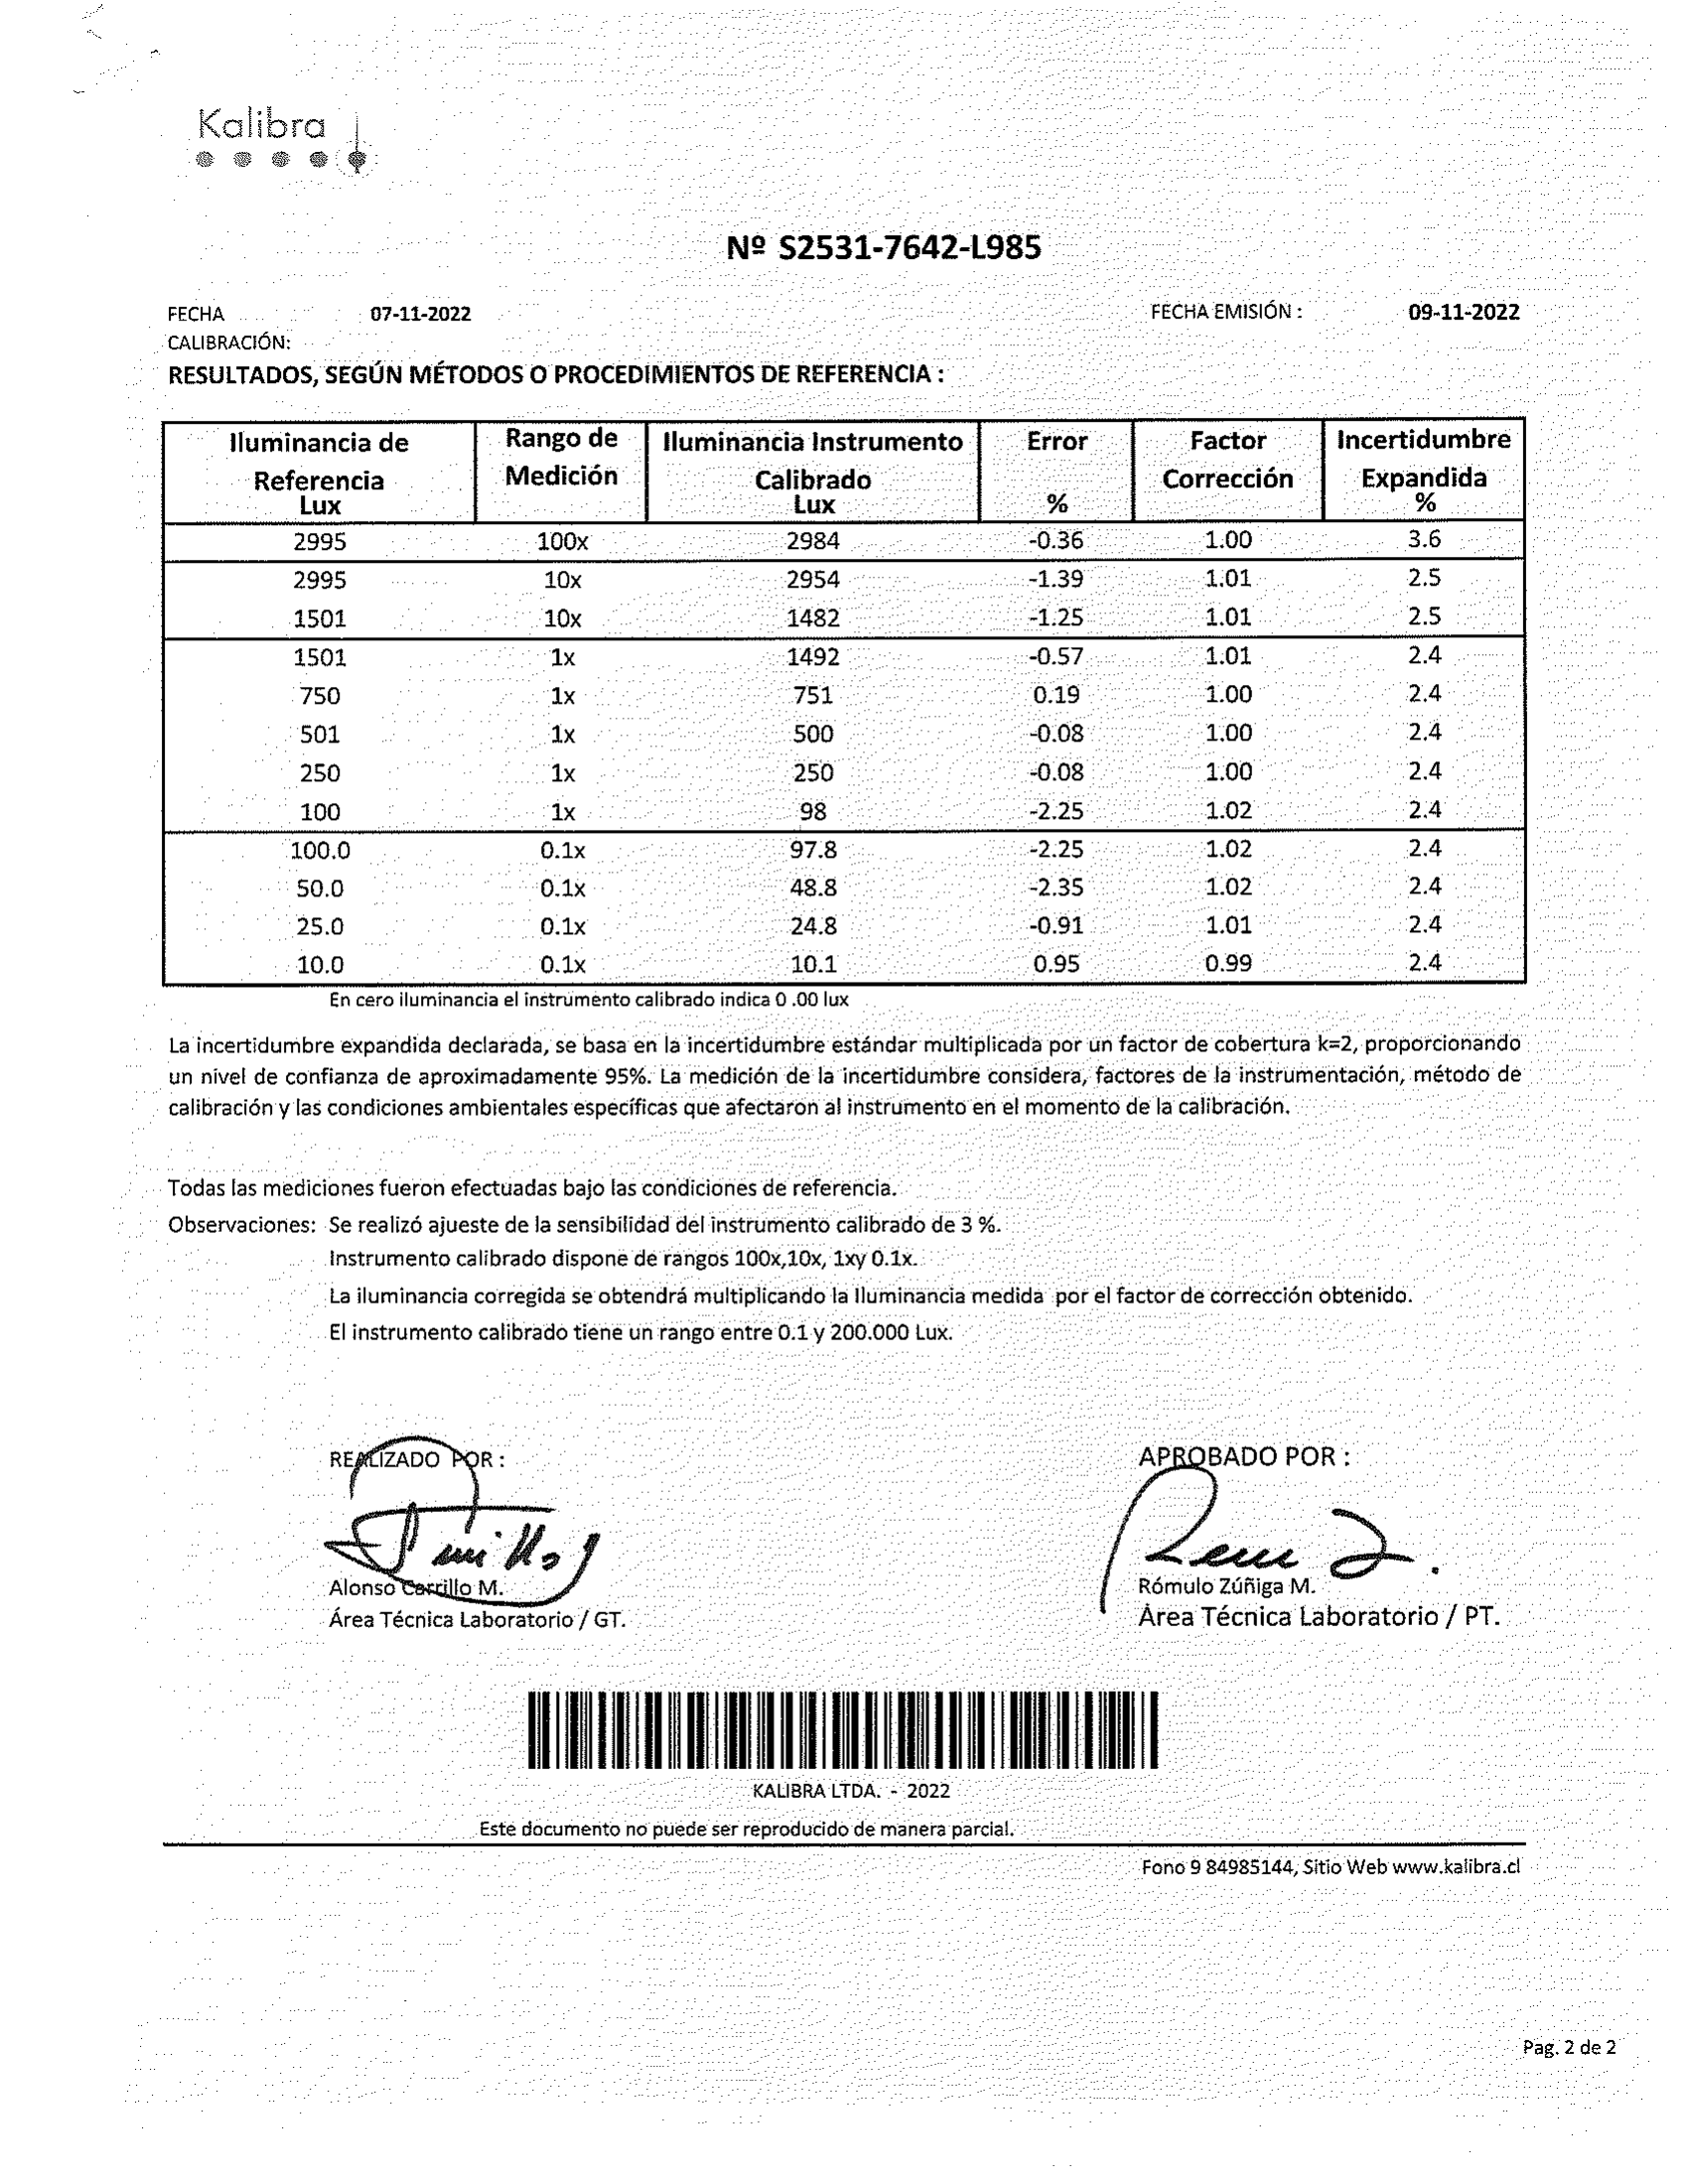 Kalibra
Nº S2531-7642-L985
FECHA CALIBRACIÓN: 07-11-2022 FECHA EMISIÓN : 09-11-2022
RESULTADOS, SEGÚN MÉTODOS O PROCEDIMIENTOS DE REFERENCIA :
Iluminancia de Referencia Lux Rango de Medición Iluminancia Instrumento Calibrado Lux Error % Factor Corrección Incertidumbre Expandida %
2995 100x 2984 -0.36 1.00 3.6
2995 10x 2954 -1.39 1.01 2.5
1501 10x 1482 -1.25 1.01 2.5
1501 1x 1492 -0.57 1.01 2.4
750 1x 751 0.19 1.00 2.4
501 1x 500 -0.08 1.00 2.4
250 1x 250 -0.08 1.00 2.4
100 1x 98 -2.25 1.02 2.4
100.0 0.1x 97.8 -2.25 1.02 2.4
50.0 0.1x 48.8 -2.35 1.02 2.4
25.0 0.1x 24.8 -0.91 1.01 2.4
10.0 0.1x 10.1 0.95 0.99 2.4
En cero iluminancia el instrumento calibrado indica 0 .00 lux
La incertidumbre expandida declarada, se basa en la incertidumbre estándar multiplicada por un factor de cobertura k=2, proporcionando
un nivel de confianza de aproximadamente 95%. La medición de la incertidumbre considera, factores de la instrumentación, método de
calibración y las condiciones ambientales específicas que afectaron al instrumento en el momento de la calibración.
Todas las mediciones fueron efectuadas bajo las condiciones de referencia.
Observaciones: Se realizó ajueste de la sensibilidad del instrumento calibrado de 3 %.
Instrumento calibrado dispone de rangos 100x,10x, 1xy 0.1x.
La iluminancia corregida se obtendrá multiplicando la Iluminancia medida por el factor de corrección obtenido.
El instrumento calibrado tiene un rango entre 0.1 y 200.000 Lux.
REALIZADO POR : APROBADO POR :
Alonso Carrillo M. Rómulo Zúñiga M.
Área Técnica Laboratorio / GT. Área Técnica Laboratorio / PT.
KALIBRA LTDA. - 2022
Este documento no puede ser reproducido de manera parcial.
Fono 9 84985144, Sitio Web www.kalibra.cl
Pag. 2 de 2